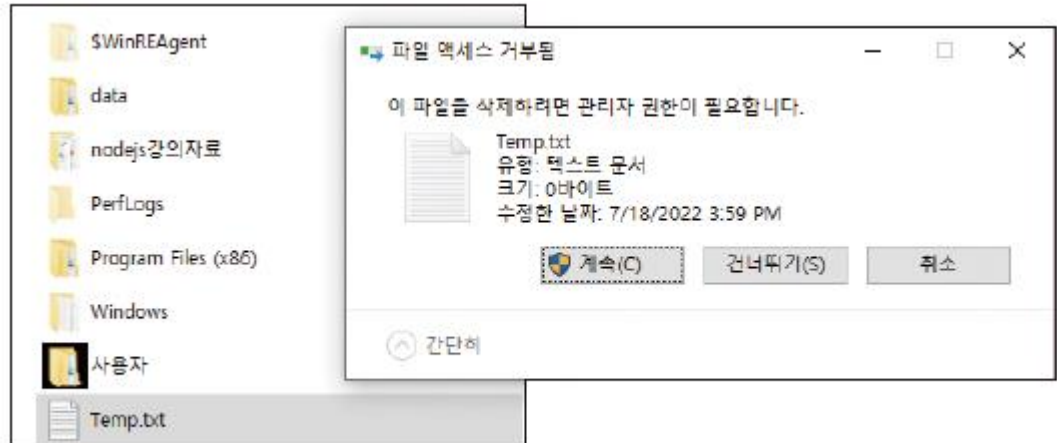 $WinREAgent
data
nodejs강의자료
PerfLogs
Program Files (x86)
Windows
사용자
Temp.txt
파일 액세스 거부됨
이 파일을 삭제하려면 관리자 권한이 필요합니다.
Temp.txt
유형: 텍스트 문서
크기: 0바이트
수정한 날짜: 7/18/2022 3:59 PM
계속(C) 건너뛰기(S) 취소
간단히